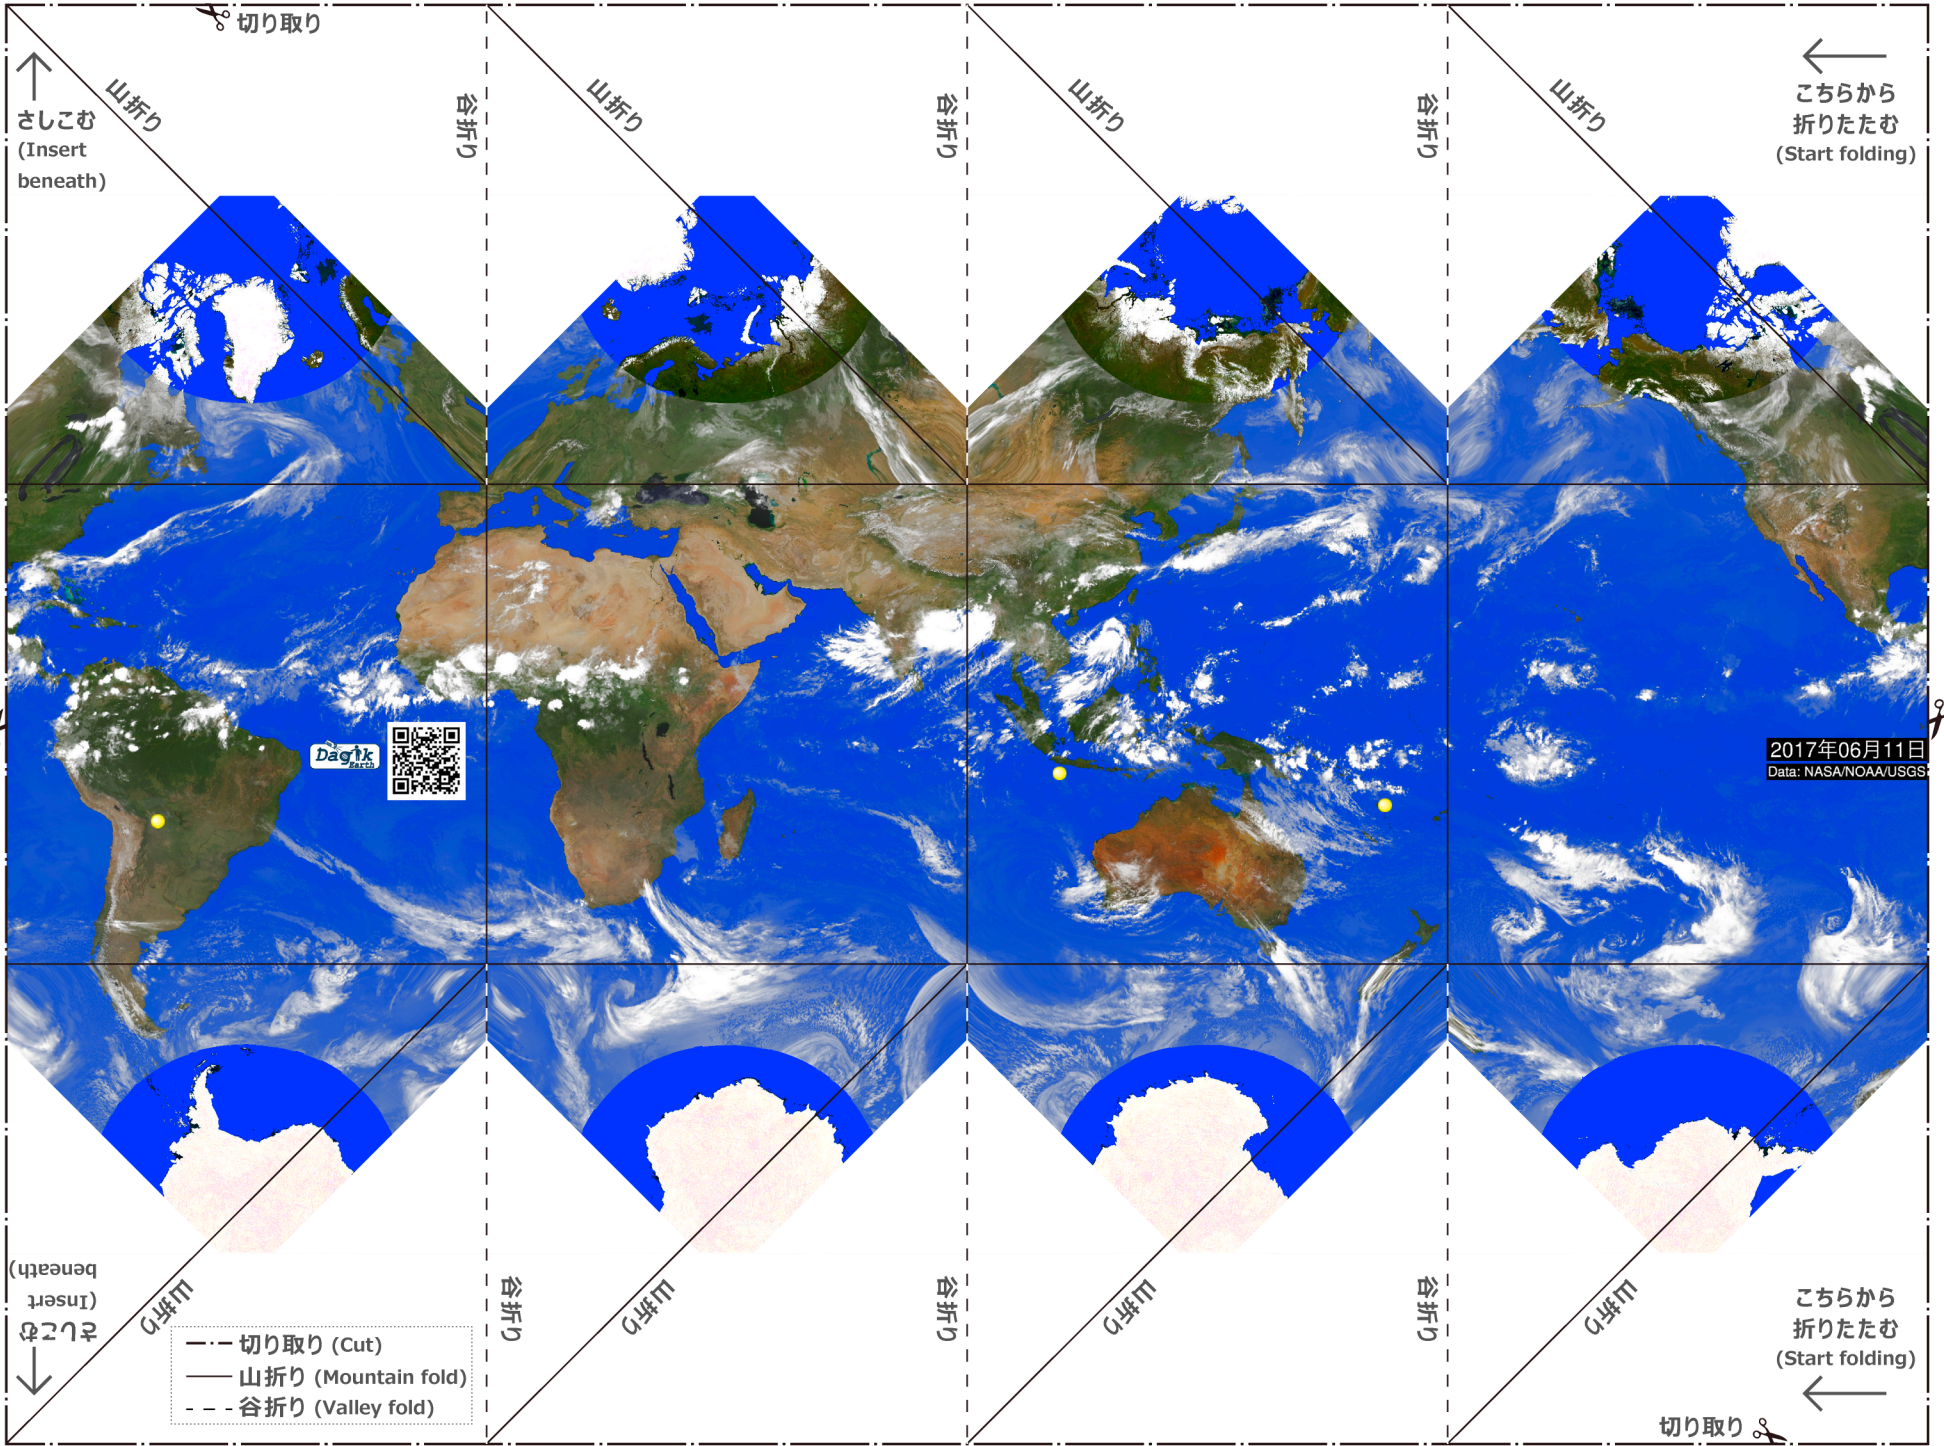 切り取り
山折り
谷折り
山折り
谷折り
山折り
谷折り
山折り
さしこむ
(Insert
beneath)
こちらから
折りたたむ
(Start folding)
Dagik
Earth
2017年06月11日
Data: NASA/NOAA/USGS
さしこむ
(Insert
beneath)
山折り
谷折り
山折り
谷折り
山折り
谷折り
山折り
こちらから
折りたたむ
(Start folding)
切り取り (Cut)
山折り (Mountain fold)
谷折り (Valley fold)
切り取り